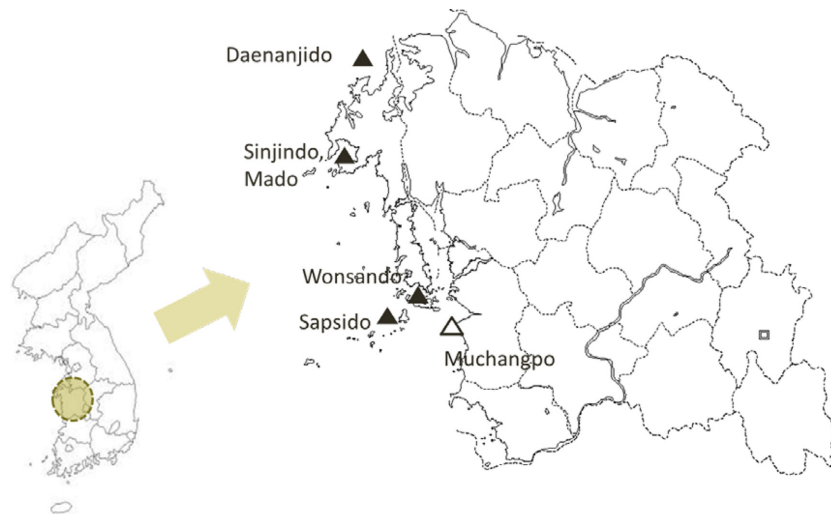 Daenanjido
Sinjindo,
Mado
Wonsando
Sapsido
Muchangpo